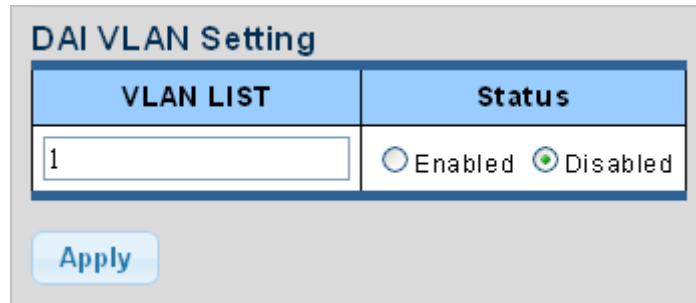 DAI VLAN Setting
VLAN LIST Status
1 Enabled Disabled
Apply